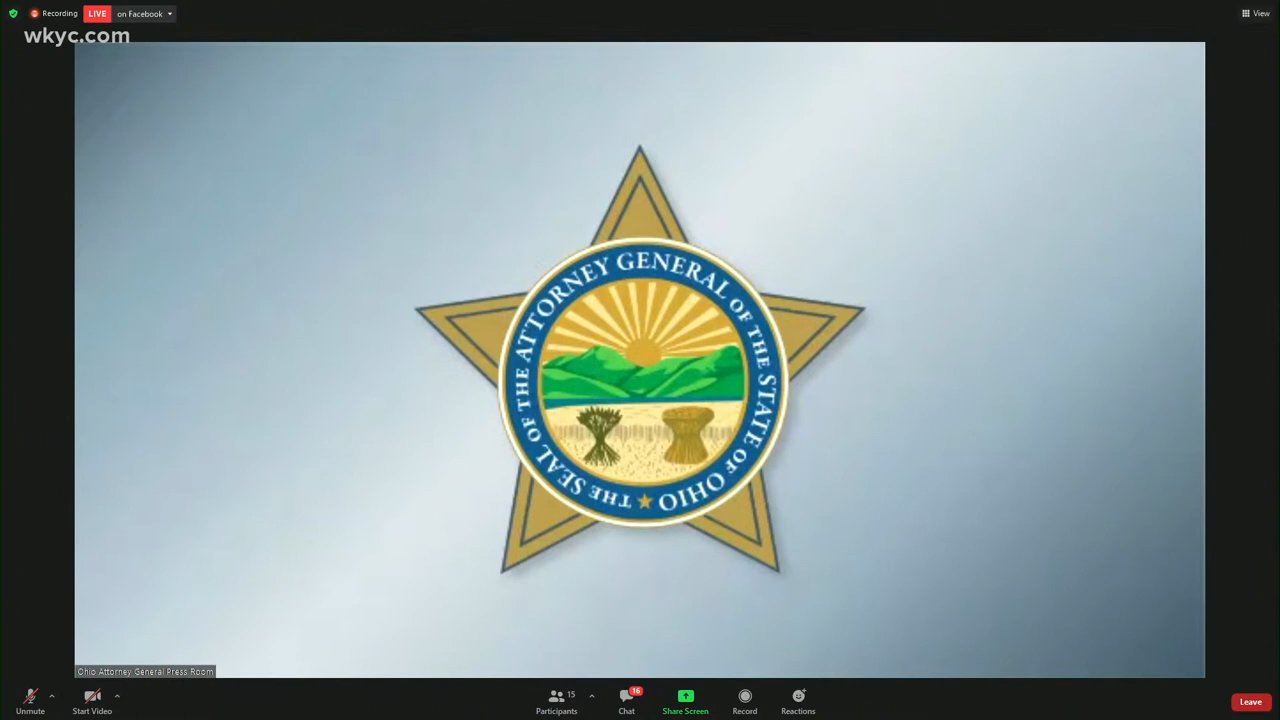 Recording
LIVE
on Facebook
View
wkyc.com
THE SEAL OF THE ATTORNEY GENERAL OF THE STATE OF OHIO
Ohio Attorney General Press Room
Unmute
Start Video
15
Participants
16
Chat
Share Screen
Record
Reactions
Leave